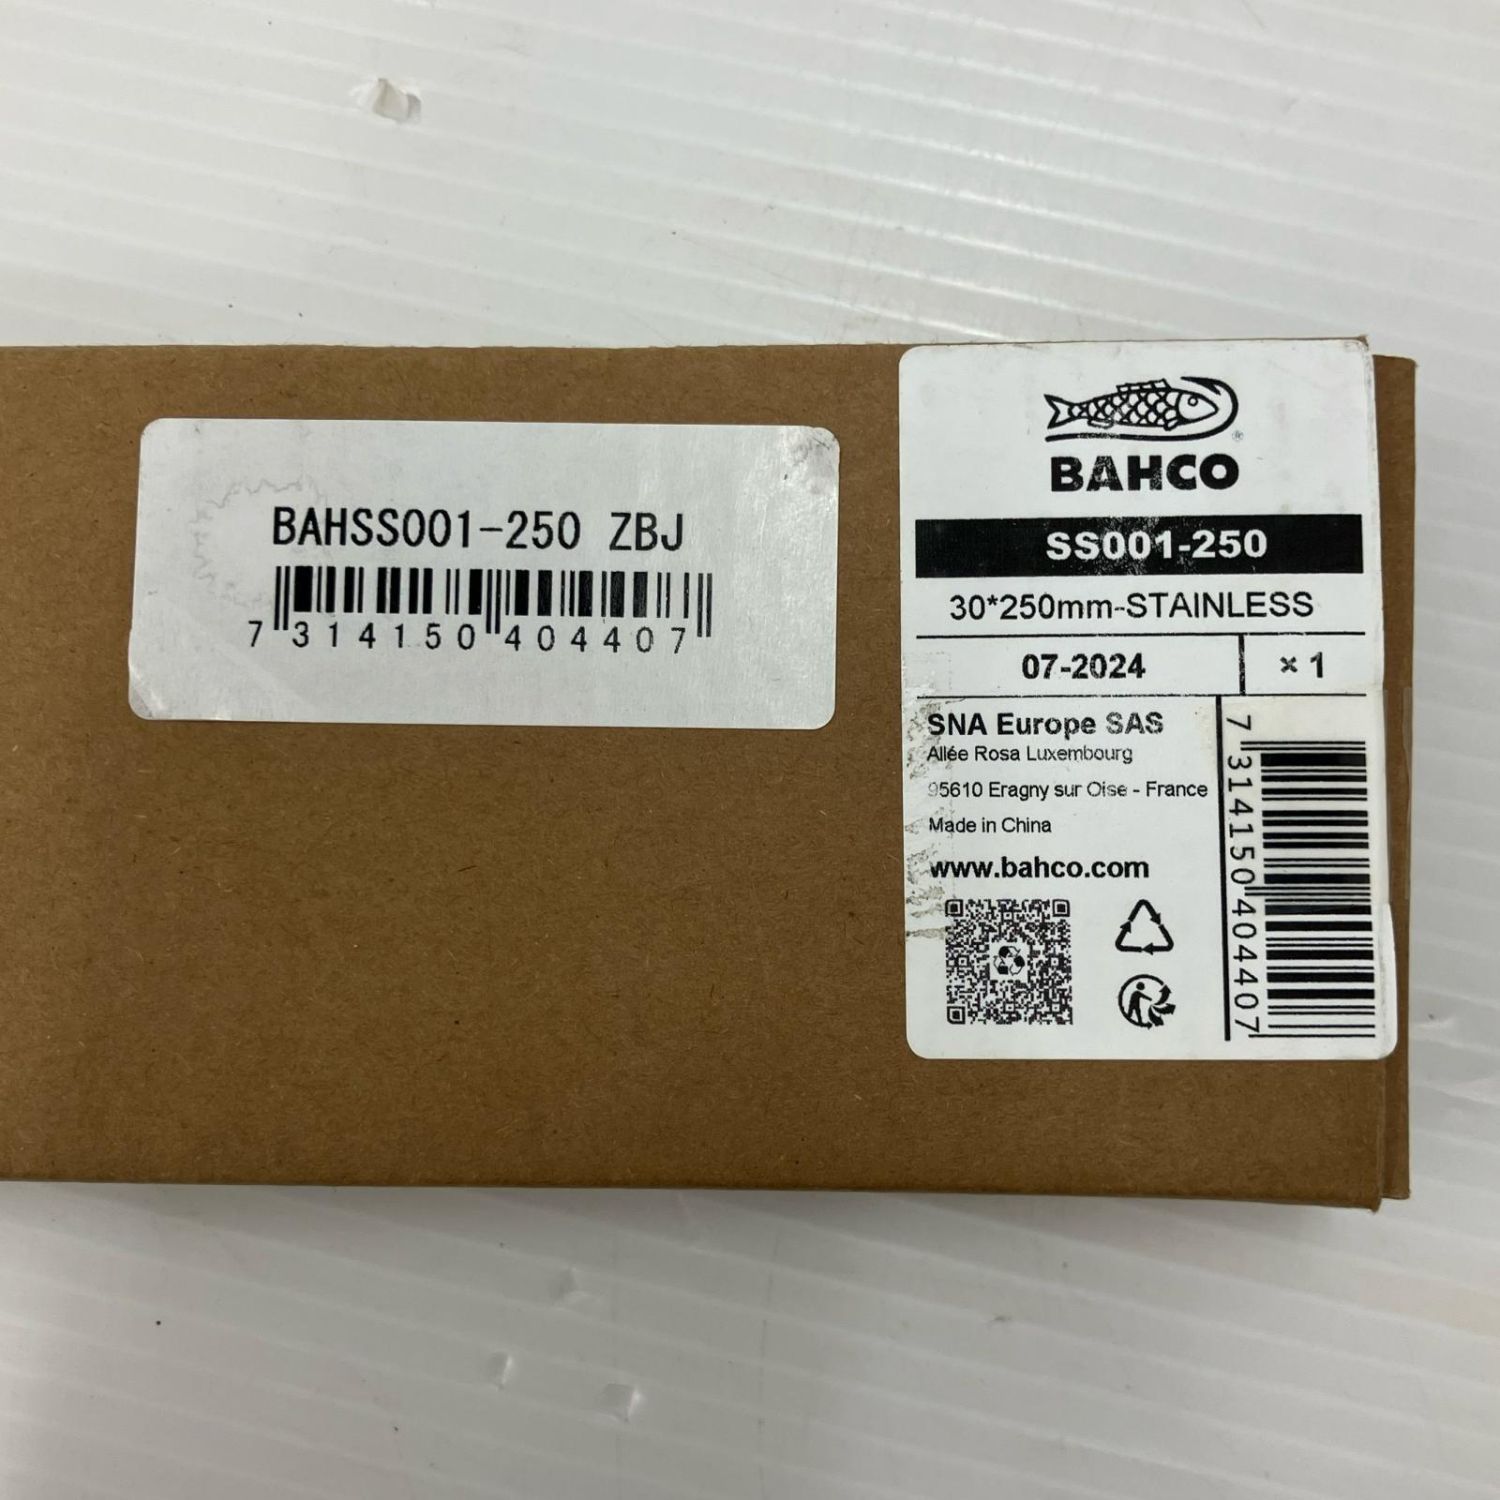 BAHSS001-250 ZBJ
7 314150 404407
®
BAHCO
SS001-250
30*250mm-STAINLESS
07-2024
× 1
SNA Europe SAS
Allée Rosa Luxembourg
95610 Eragny sur Oise - France
Made in China
www.bahco.com
7 314150 404407